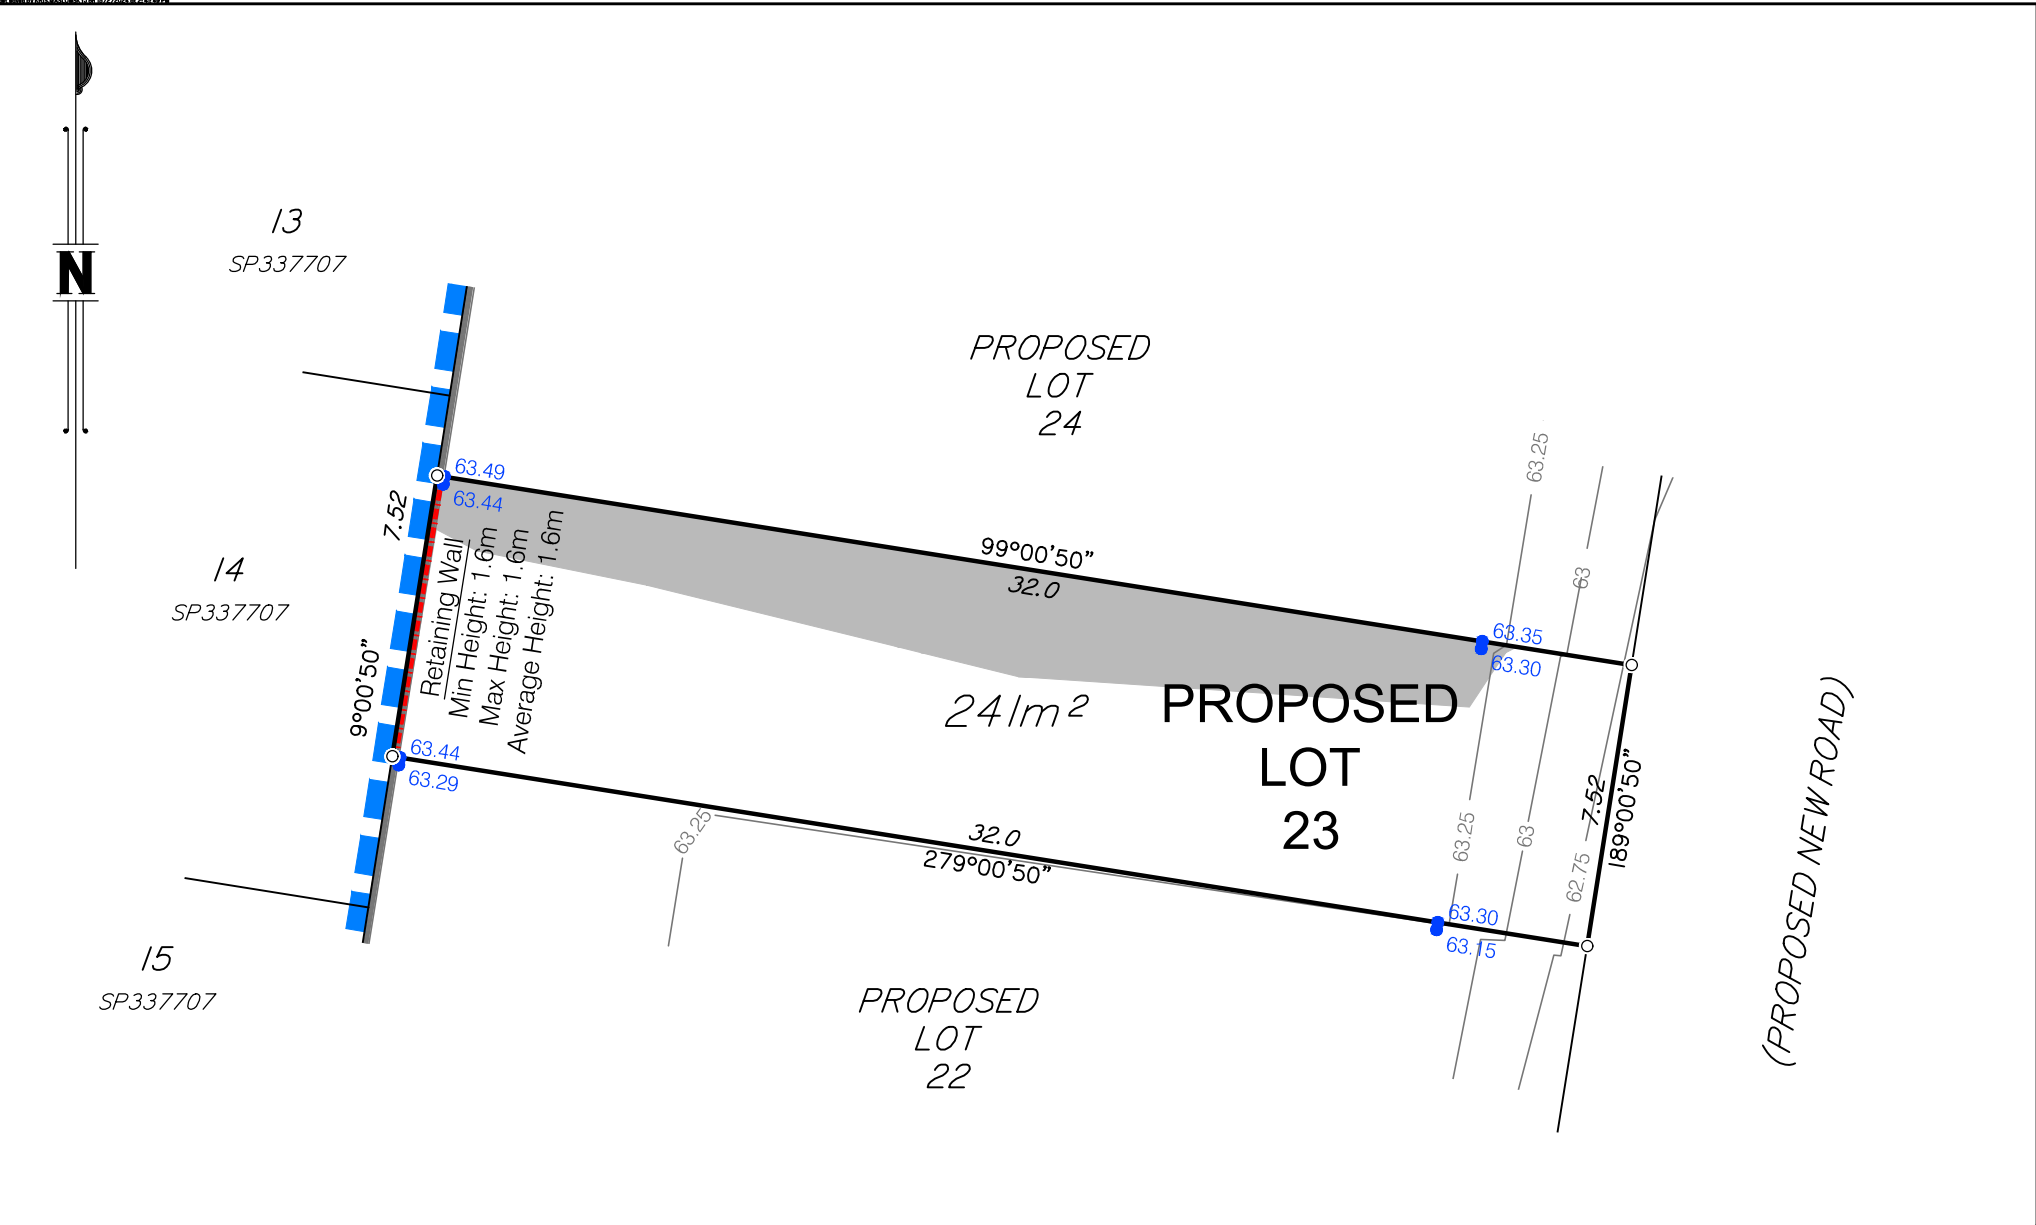 N
13
SP337707
PROPOSED
LOT
24
63.25
63
63.49
63.44
7.52
99°00'50"
32.0
14
SP337707
9°00'50"
Retaining Wall
Min Height: 1.6m
Max Height: 1.6m
Average Height: 1.6m
63.35
63.30
241m²
PROPOSED
LOT
23
63.44
63.29
63.25
32.0
279°00'50"
63.25
63
62.75
7.52
189°00'50"
63.30
63.15
(PROPOSED NEW ROAD)
15
SP337707
PROPOSED
LOT
22